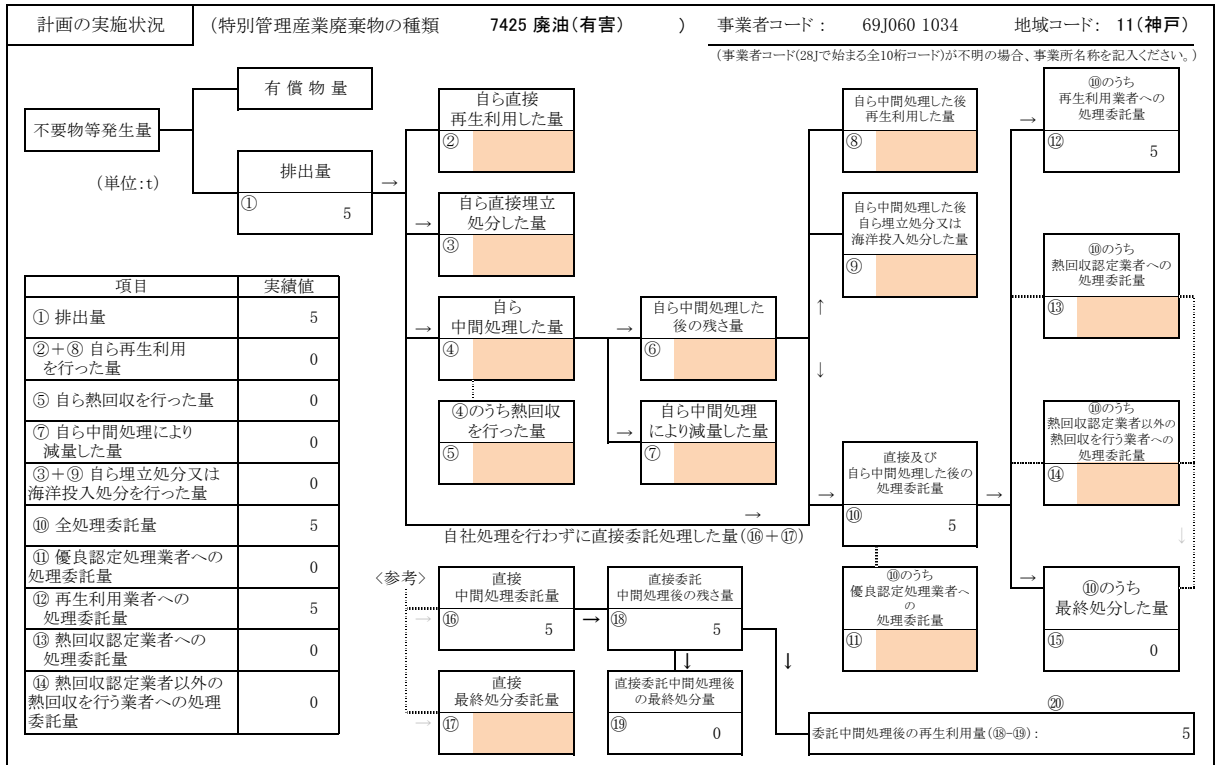 計画の実施状況 (特別管理産業廃棄物の種類 7425 廃油(有害) ) 事業者コード: 69J060 1034 地域コード: 11(神戸)
(事業者コード(28Jで始まる全10桁コード)が不明の場合、事業所名称を記入ください。)
不要物等発生量
(単位:t)
有償物量
排出量
① 5
→
自ら直接
再生利用した量
②
→
自ら直接埋立
処分した量
③
→
自ら
中間処理した量
④
④のうち熱回収
を行った量
⑤
→
自ら中間処理した
後の残さ量
⑥
→
自ら中間処理
により減量した量
⑦
自ら中間処理した後
再生利用した量
⑧
自ら中間処理した後
自ら埋立処分又は
海洋投入処分した量
⑨
↑
↓
→
→
自社処理を行わずに直接委託処理した量(⑯+⑰)
直接及び
自ら中間処理した後の
処理委託量
⑩ 5
⑩のうち
優良認定処理業者へ
の
処理委託量
⑪
→
→
⑩のうち
再生利用業者への
処理委託量
⑫ 5
⑩のうち
熱回収認定業者への
処理委託量
⑬
⑩のうち
熱回収認定業者以外の
熱回収を行う業者への
処理委託量
⑭
↓
→
⑩のうち
最終処分した量
⑮ 0
項目 実績値
① 排出量 5
②+⑧ 自ら再生利用
を行った量 0
⑤ 自ら熱回収を行った量 0
⑦ 自ら中間処理により
減量した量 0
③+⑨ 自ら埋立処分又は
海洋投入処分を行った量 0
⑩ 全処理委託量 5
⑪ 優良認定処理業者への
処理委託量 0
⑫ 再生利用業者への
処理委託量 5
⑬ 熱回収認定業者への
処理委託量 0
⑭ 熱回収認定業者以外の
熱回収を行う業者への処理
委託量 0
<参考>
→
直接
中間処理委託量
⑯ 5
→
直接委託
中間処理後の残さ量
⑱ 5
↓
↓
→
直接
最終処分委託量
⑰
直接委託中間処理後
の最終処分量
⑲ 0
⑳
委託中間処理後の再生利用量(⑱-⑲): 5